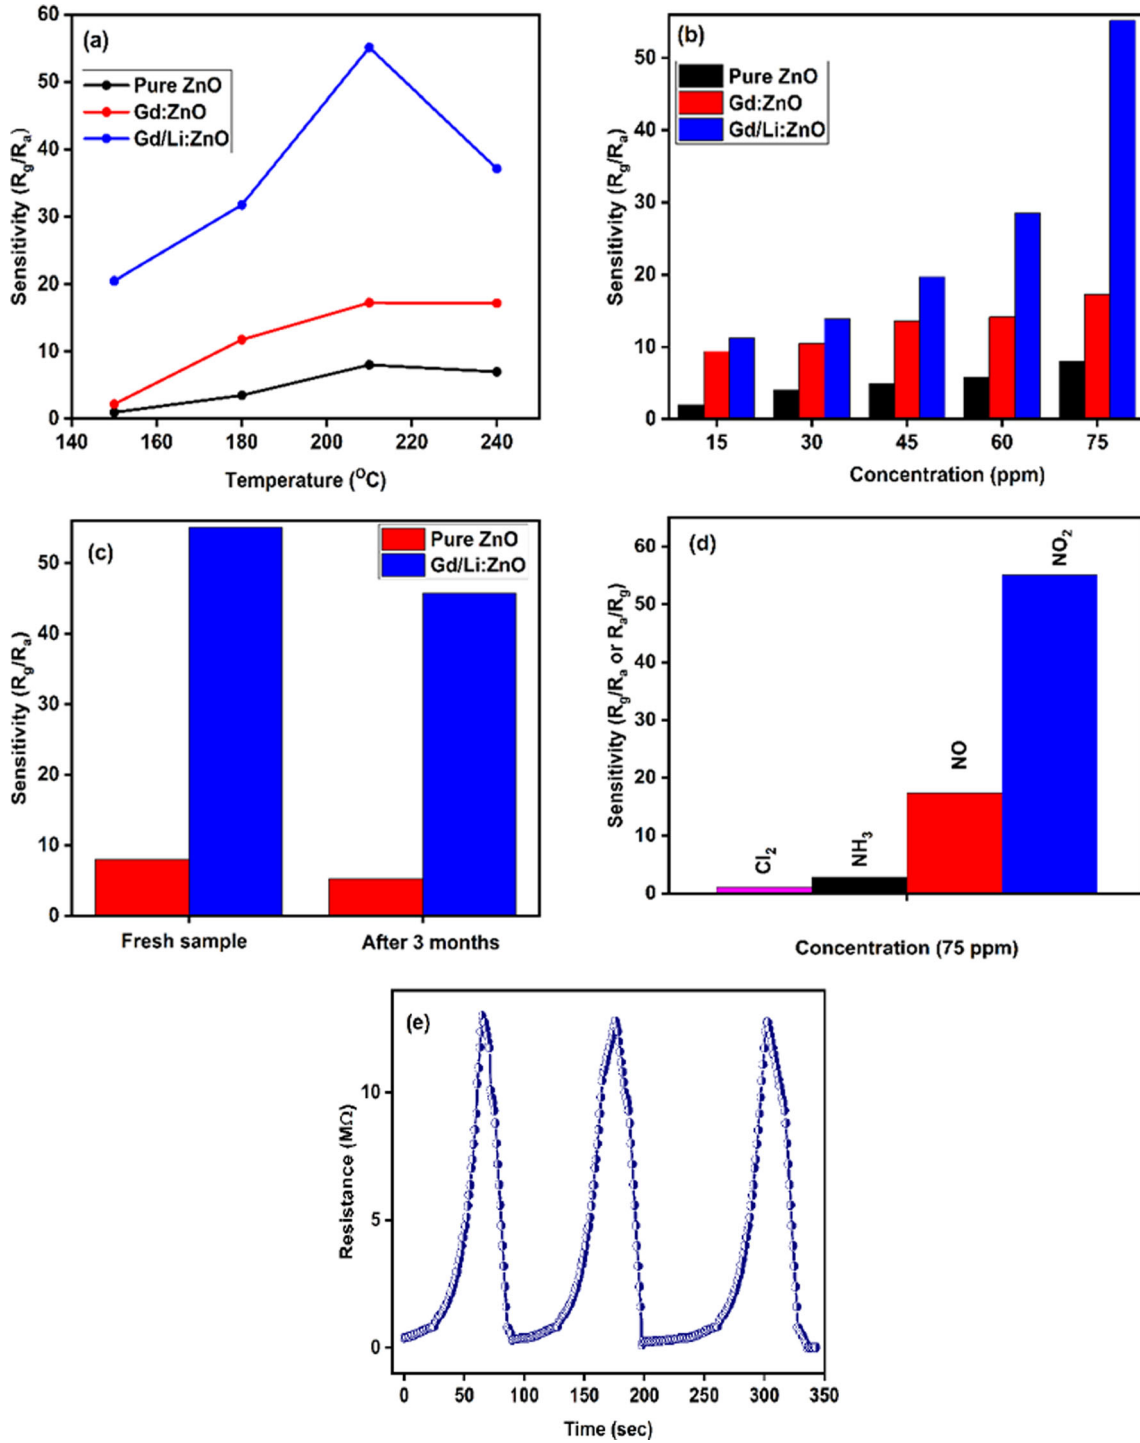 (a)
Pure ZnO
Gd:ZnO
Gd/Li:ZnO
Sensitivity (Rg/Ra)
60
50
40
30
20
10
0
140 160 180 200 220 240
Temperature (OC)
(b)
Pure ZnO
Gd:ZnO
Gd/Li:ZnO
Sensitivity (Rg/Ra)
50
40
30
20
10
0
15 30 45 60 75
Concentration (ppm)
(c)
Pure ZnO
Gd/Li:ZnO
Sensitivity (Rg/Ra)
50
40
30
20
10
0
Fresh sample After 3 months
(d)
Sensitivity (Rg/Ra or Ra/Rg)
60
50
40
30
20
10
0
Cl2
NH3
NO
NO2
Concentration (75 ppm)
(e)
Resistance (MΩ)
10
5
0
0 50 100 150 200 250 300 350
Time (sec)